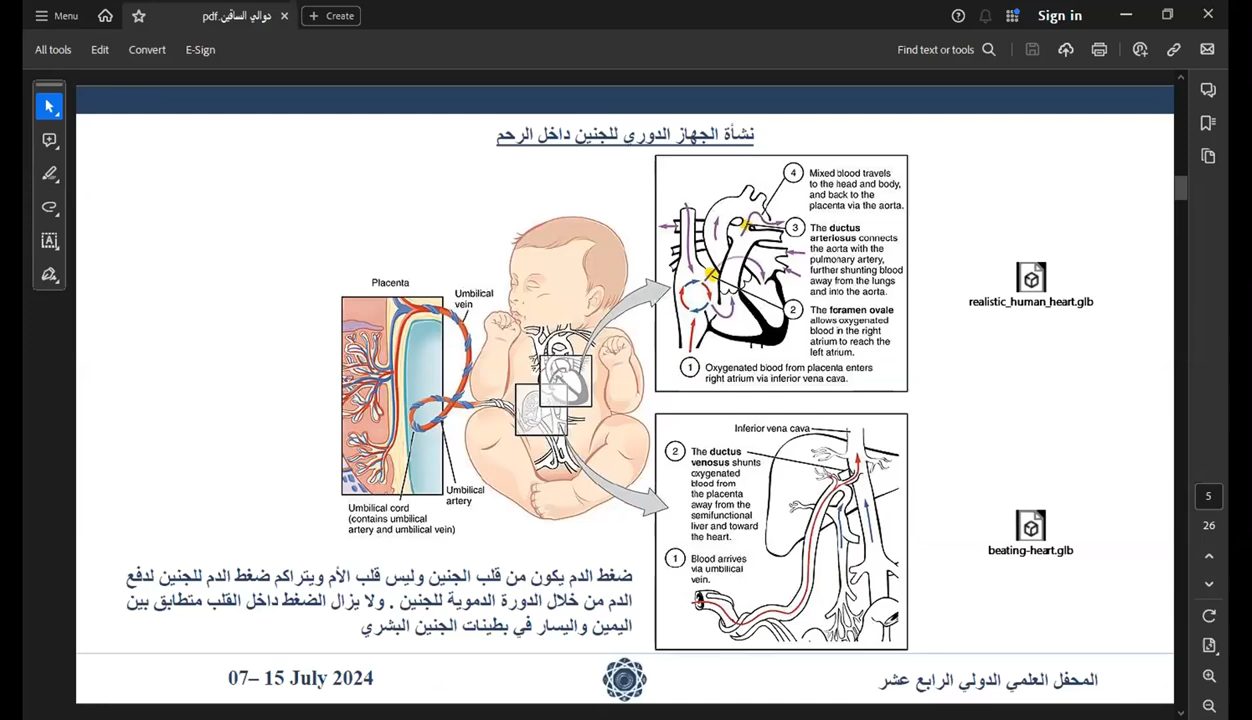 Menu
دوالي الساقين.pdf
Create
Sign in
All tools
Edit
Convert
E-Sign
Find text or tools
نشأة الجهاز الدوري للجنين داخل الرحم
Placenta
Umbilical
vein
Umbilical
artery
Umbilical cord
(contains umbilical
artery and umbilical vein)
4
Mixed blood travels
to the head and body,
and back to the
placenta via the aorta.
3
The ductus
arteriosus connects
the aorta with the
pulmonary artery,
further shunting blood
away from the lungs
and into the aorta.
2
The foramen ovale
allows oxygenated
blood in the right
atrium to reach the
left atrium.
1
Oxygenated blood from placenta enters
right atrium via inferior vena cava.
Inferior vena cava
2
The ductus
venosus shunts
oxygenated
blood from
the placenta
away from the
semifunctional
liver and toward
the heart.
1
Blood arrives
via umbilical
vein.
realistic_human_heart.glb
beating-heart.glb
ضغط الدم يكون من قلب الجنين وليس قلب الأم ويتراكم ضغط الدم للجنين لدفع
الدم من خلال الدورة الدموية للجنين . ولا يزال الضغط داخل القلب متطابق بين
اليمين واليسار في بطينات الجنين البشري
07– 15 July 2024
المحفل العلمي الدولي الرابع عشر
5
26